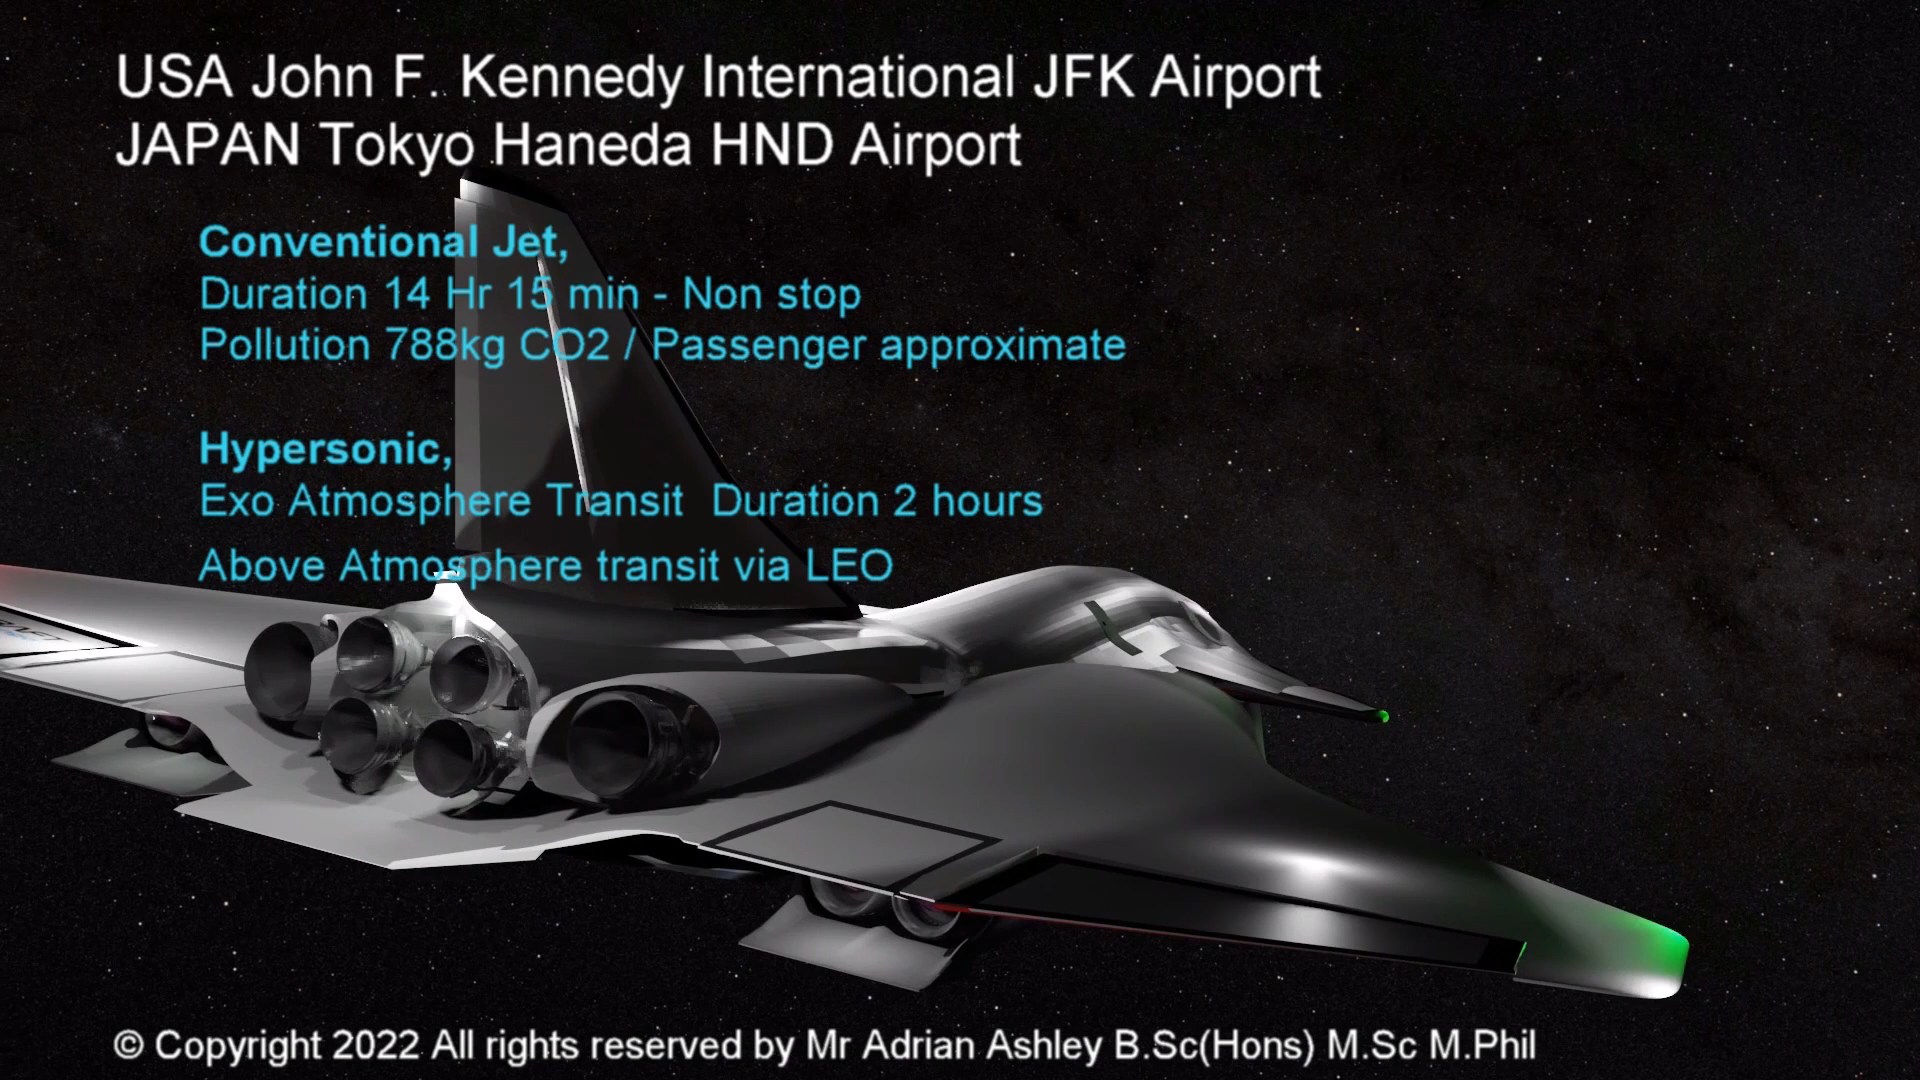 USA John F. Kennedy International JFK Airport
JAPAN Tokyo Haneda HND Airport
Conventional Jet,
Duration 14 Hr 15 min - Non stop
Pollution 788kg CO2 / Passenger approximate
Hypersonic,
Exo Atmosphere Transit  Duration 2 hours
Above Atmosphere transit via LEO
© Copyright 2022 All rights reserved by Mr Adrian Ashley B.Sc(Hons) M.Sc M.Phil